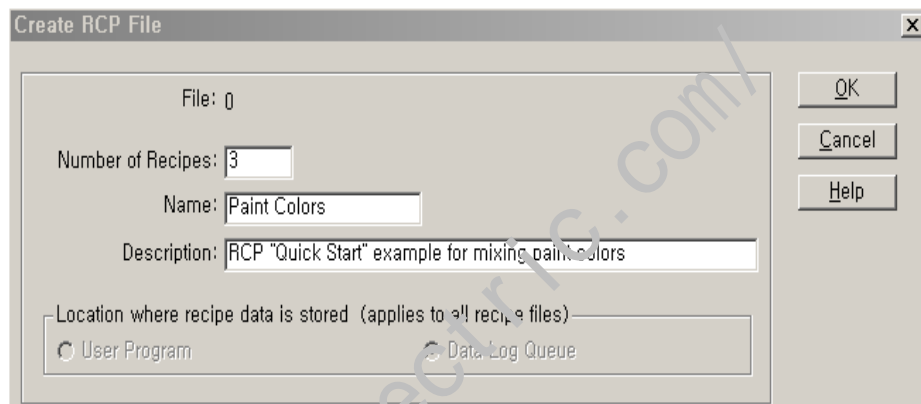 Create RCP File
File: 0
OK
Number of Recipes: 3
Cancel
Name: Paint Colors
Help
Description: RCP "Quick Start" example for mixing paint colors
Location where recipe data is stored (applies to all recipe files)
User Program Data Log Queue
ectric.com/